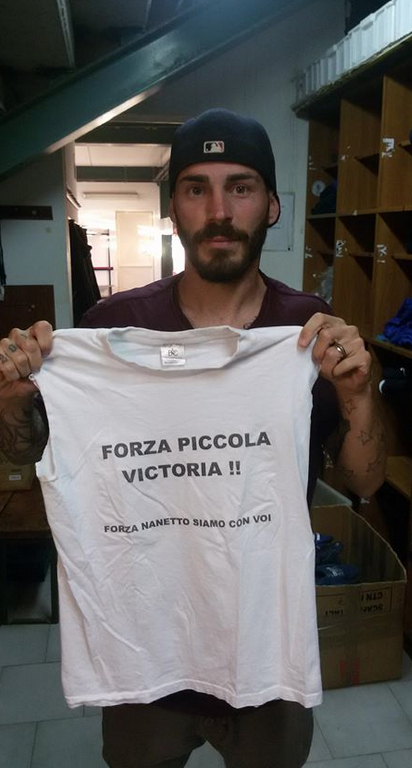 FORZA PICCOLA
VICTORIA !!
FORZA NANETTO SIAMO CON VOI